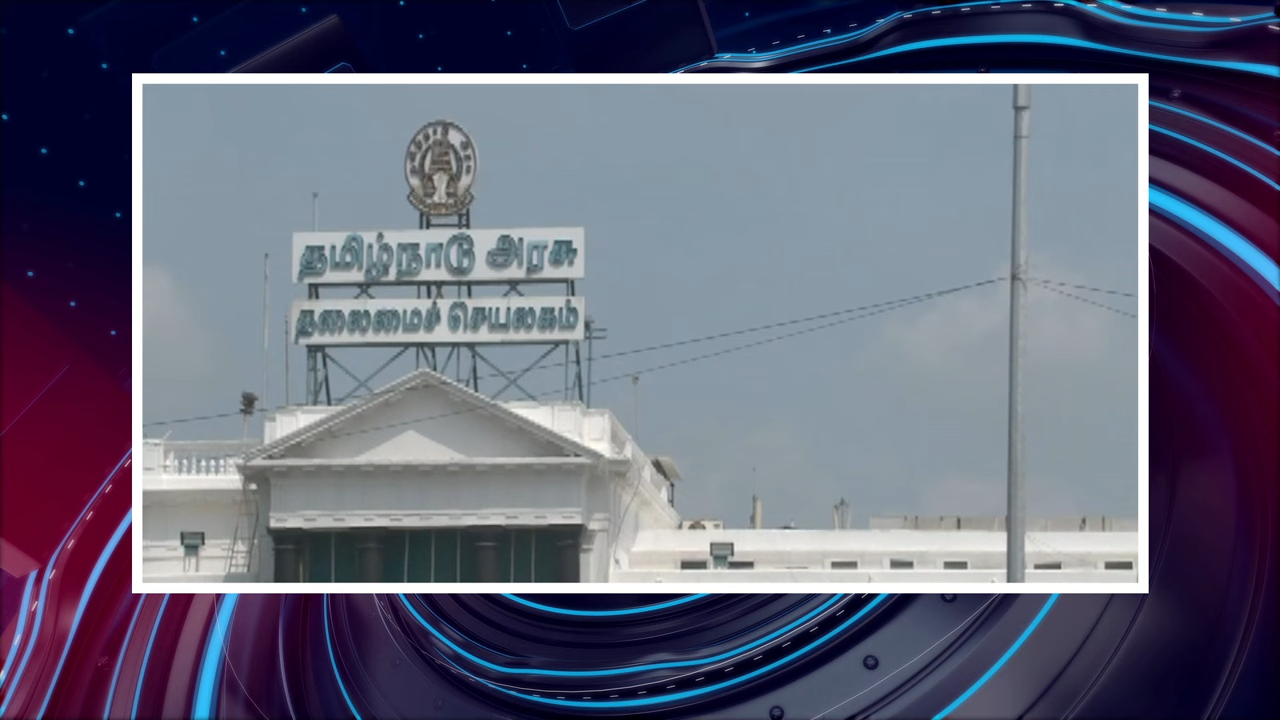 தமிழ்நாடு அரசு
தலைமைச் செயலகம்